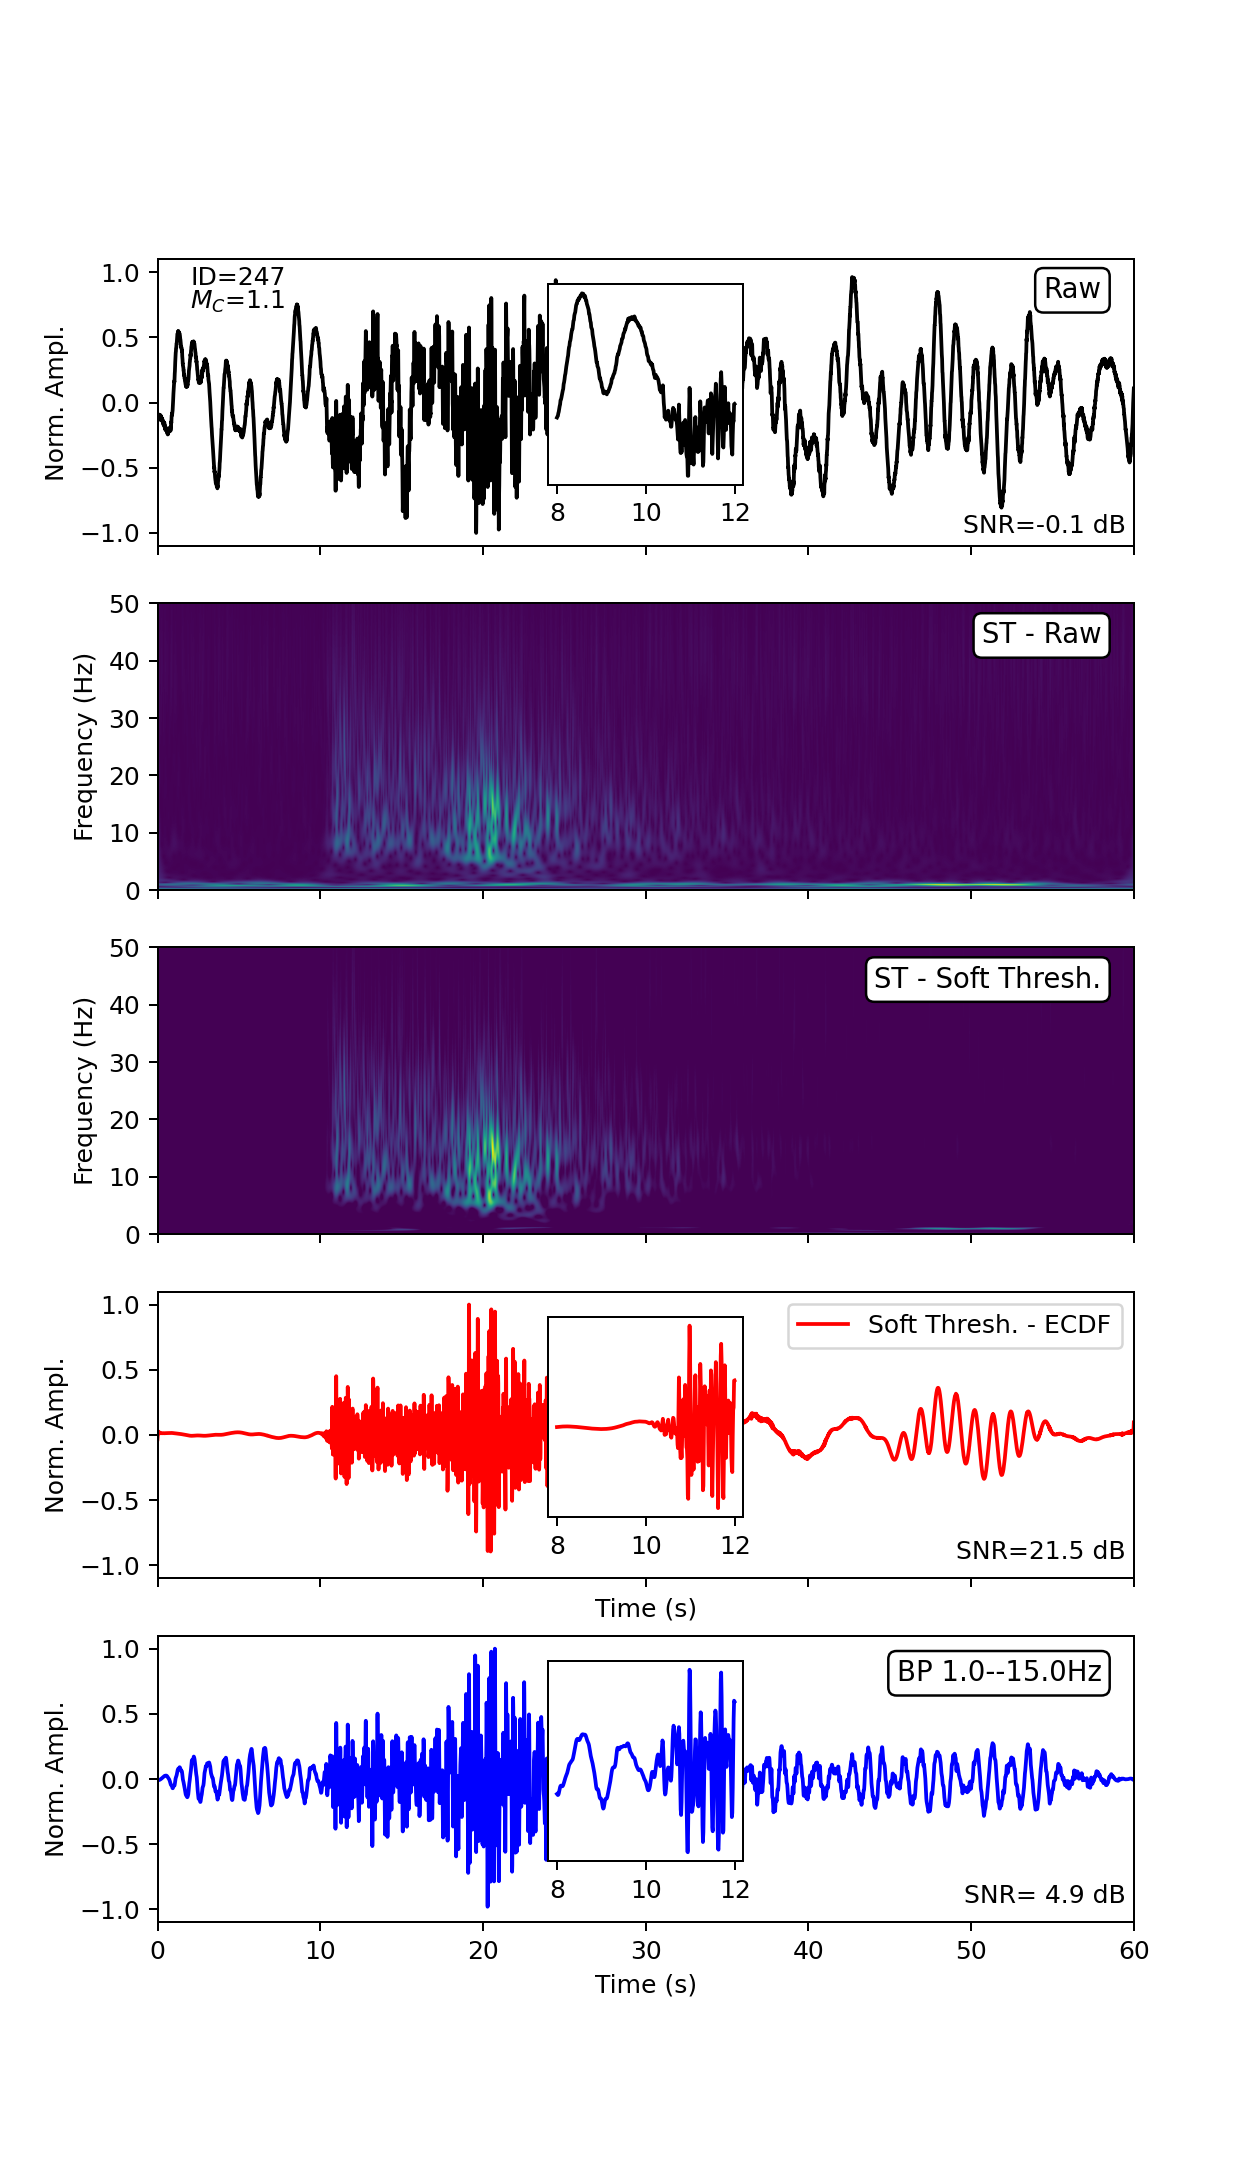 1.0
0.5
0.0
−0.5
−1.0
Norm. Ampl.
ID=247
M_C=1.1
Raw
8 10 12
SNR=-0.1 dB
50
40
30
20
10
0
Frequency (Hz)
ST - Raw
50
40
30
20
10
0
Frequency (Hz)
ST - Soft Thresh.
1.0
0.5
0.0
−0.5
−1.0
Norm. Ampl.
Soft Thresh. - ECDF
8 10 12
SNR=21.5 dB
Time (s)
1.0
0.5
0.0
−0.5
−1.0
Norm. Ampl.
BP 1.0--15.0Hz
8 10 12
SNR= 4.9 dB
0 10 20 30 40 50 60
Time (s)